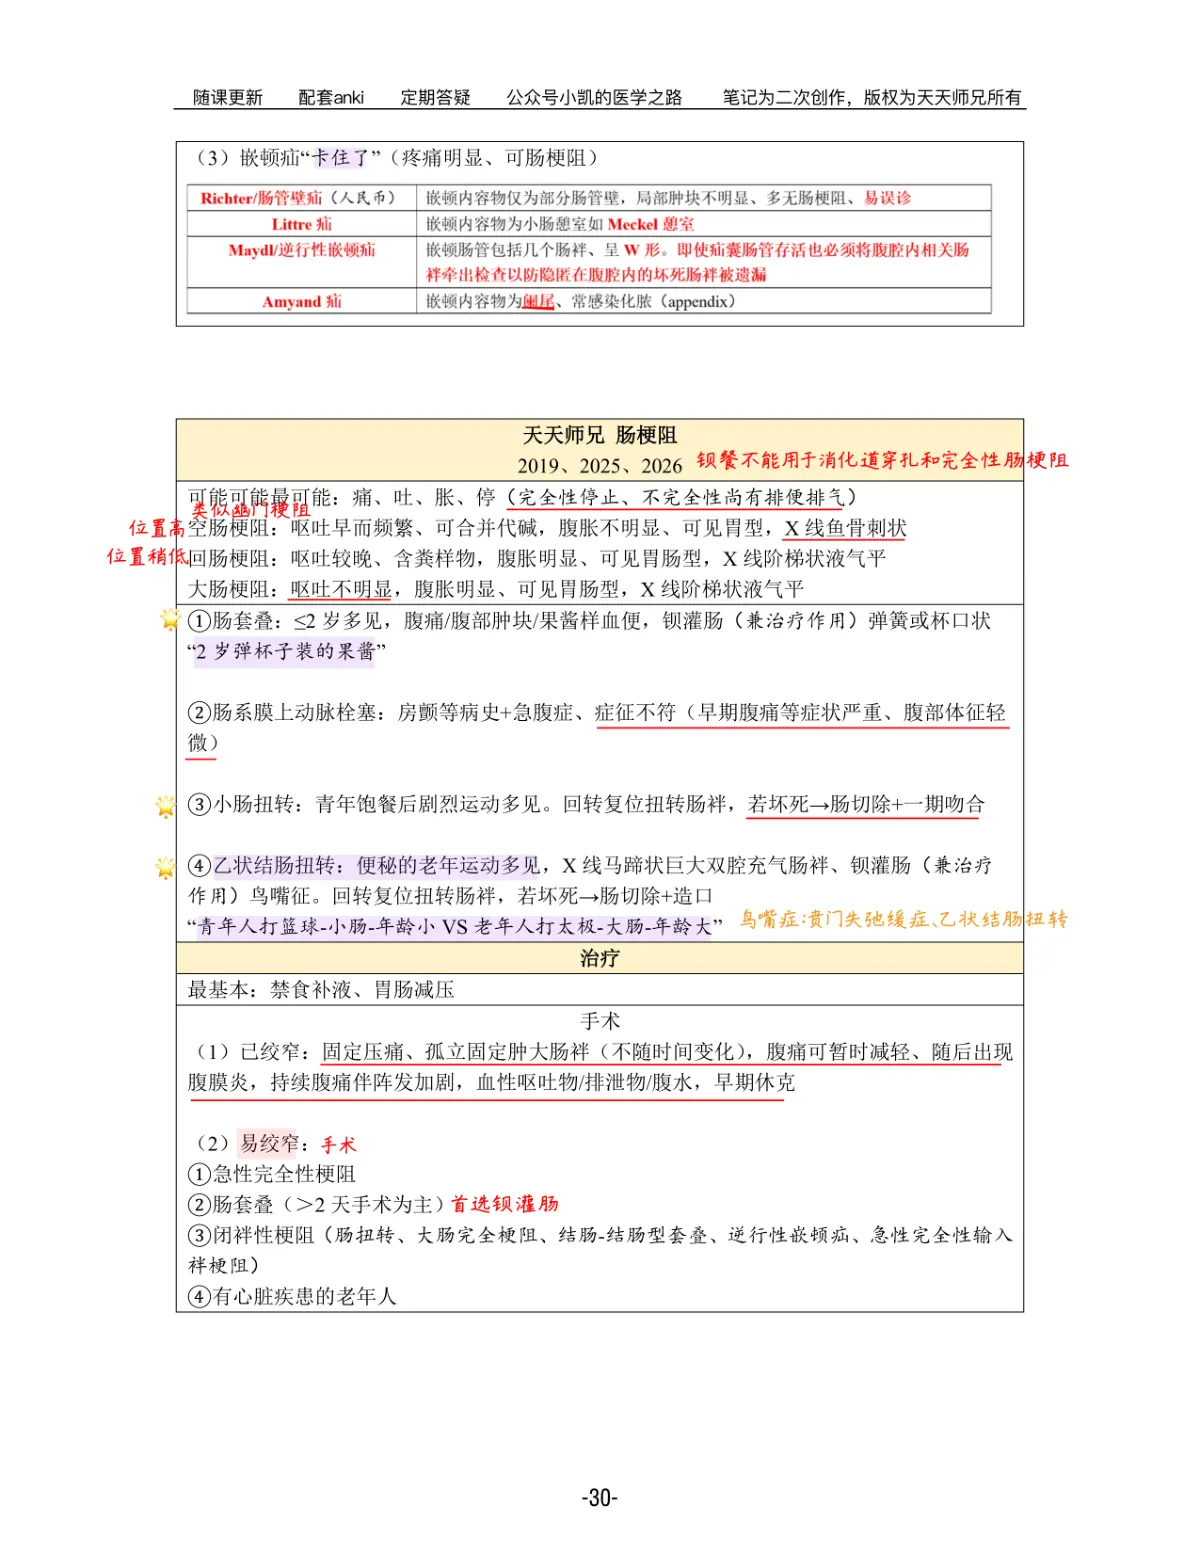 随课更新 配套anki 定期答疑 公众号小凯的医学之路 笔记为二次创作，版权为天天师兄所有
（3）嵌顿疝“卡住了”（疼痛明显、可肠梗阻）
Richter/肠管壁疝（人民币） 嵌顿内容物仅为部分肠管壁，局部肿块不明显、多无肠梗阻、易误诊
Littre 疝 嵌顿内容物为小肠憩室如 Meckel 憩室
Maydl/逆行性嵌顿疝 嵌顿肠管包括几个肠袢、呈 W 形。即使疝囊肠管存活也必须将腹腔内相关肠
袢牵出检查以防隐匿在腹腔内的坏死肠袢被遗漏
Amyand 疝 嵌顿内容物为阑尾、常感染化脓（appendix）
天天师兄 肠梗阻
2019、2025、2026 钡餐不能用于消化道穿孔和完全性肠梗阻
可能可能最可能：痛、吐、胀、停（完全性停止、不完全性尚有排便排气）
类似幽门梗阻
位置高 空肠梗阻：呕吐早而频繁、可合并代碱，腹胀不明显、可见胃型，X 线鱼骨刺状
位置稍低 回肠梗阻：呕吐较晚、含粪样物，腹胀明显、可见胃肠型，X 线阶梯状液气平
大肠梗阻：呕吐不明显，腹胀明显、可见胃肠型，X 线阶梯状液气平
①肠套叠：≤2 岁多见，腹痛/腹部肿块/果酱样血便，钡灌肠（兼治疗作用）弹簧或杯口状
“2 岁弹杯子装的果酱”
②肠系膜上动脉栓塞：房颤等病史+急腹症、症征不符（早期腹痛等症状严重、腹部体征轻
微）
③小肠扭转：青年饱餐后剧烈运动多见。回转复位扭转肠袢，若坏死→肠切除+一期吻合
④乙状结肠扭转：便秘的老年运动多见，X 线马蹄状巨大双腔充气肠袢、钡灌肠（兼治疗
作用）鸟嘴征。回转复位扭转肠袢，若坏死→肠切除+造口
“青年人打篮球-小肠-年龄小 VS 老年人打太极-大肠-年龄大” 鸟嘴症:贲门失弛缓症、乙状结肠扭转
治疗
最基本：禁食补液、胃肠减压
手术
（1）已绞窄：固定压痛、孤立固定肿大肠袢（不随时间变化），腹痛可暂时减轻、随后出现
腹膜炎，持续腹痛伴阵发加剧，血性呕吐物/排泄物/腹水，早期休克
（2）易绞窄：手术
①急性完全性梗阻
②肠套叠（＞2 天手术为主）首选钡灌肠
③闭袢性梗阻（肠扭转、大肠完全梗阻、结肠-结肠型套叠、逆行性嵌顿疝、急性完全性输入
袢梗阻）
④有心脏疾患的老年人
-30-